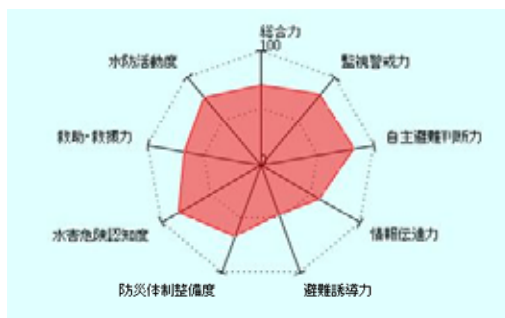 総合力
100
監視警戒力
自主避難判断力
情報伝達力
避難誘導力
防災体制整備度
水害危険認知度
救助・救援力
水防活動度
0